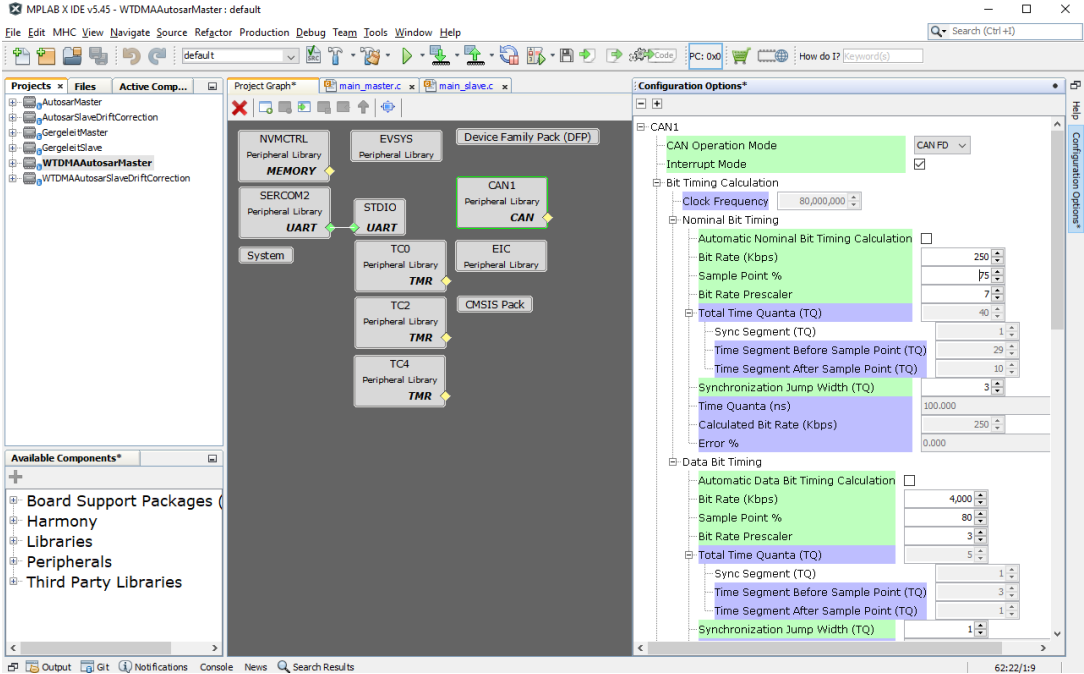 MPLAB X IDE v5.45 - WTDMAAutosarMaster : default
File Edit MHC View Navigate Source Refactor Production Debug Team Tools Window Help
Search (Ctrl+I)
default
PC: 0x0
How do I? Keyword(s)
Projects x Files Active Comp...
AutosarMaster
AutosarSlaveDriftCorrection
GergeleitMaster
GergeleitSlave
WTDMAAutosarMaster
WTDMAAutosarSlaveDriftCorrection
Available Components*
Board Support Packages (
Harmony
Libraries
Peripherals
Third Party Libraries
Project Graph* main_master.c x main_slave.c x
NVMCTRL
Peripheral Library
MEMORY
EVSYS
Peripheral Library
Device Family Pack (DFP)
SERCOM2
Peripheral Library
UART
STDIO
UART
CAN1
Peripheral Library
CAN
System
TC0
Peripheral Library
TMR
EIC
Peripheral Library
TC2
Peripheral Library
TMR
CMSIS Pack
TC4
Peripheral Library
TMR
Configuration Options*
CAN1
CAN Operation Mode CAN FD
Interrupt Mode
Bit Timing Calculation
Clock Frequency 80,000,000
Nominal Bit Timing
Automatic Nominal Bit Timing Calculation
Bit Rate (Kbps) 250
Sample Point % 75
Bit Rate Prescaler 7
Total Time Quanta (TQ) 40
Sync Segment (TQ) 1
Time Segment Before Sample Point (TQ) 29
Time Segment After Sample Point (TQ) 10
Synchronization Jump Width (TQ) 3
Time Quanta (ns) 100.000
Calculated Bit Rate (Kbps) 250
Error % 0.000
Data Bit Timing
Automatic Data Bit Timing Calculation
Bit Rate (Kbps) 4,000
Sample Point % 80
Bit Rate Prescaler 3
Total Time Quanta (TQ) 5
Sync Segment (TQ) 1
Time Segment Before Sample Point (TQ) 3
Time Segment After Sample Point (TQ) 1
Synchronization Jump Width (TQ) 1
Help
Configuration Options*
Output Git Notifications Console News Search Results
62:22/1:9